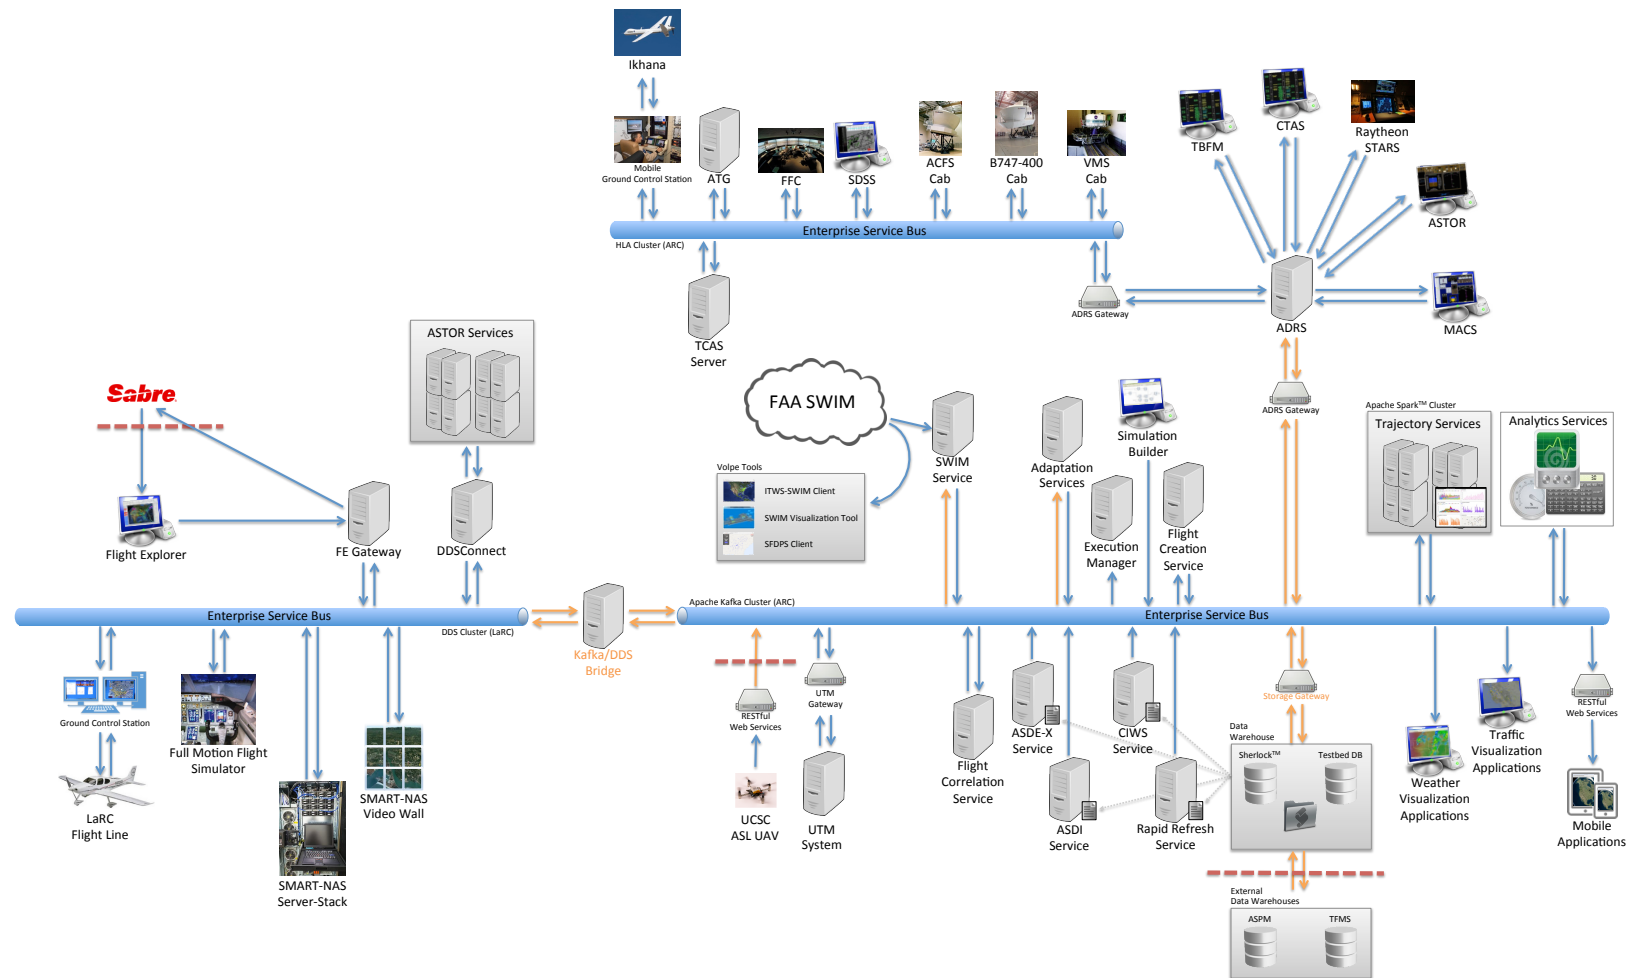 Ikhana
Mobile
Ground Control Station
ATG
FFC
SDSS
ACFS
Cab
B747-400
Cab
VMS
Cab
TBFM
CTAS
Raytheon
STARS
ASTOR
Enterprise Service Bus
HLA Cluster (ARC)
TCAS
Server
ADRS Gateway
ADRS
MACS
ASTOR Services
Sabre
FAA SWIM
SWIM
Service
Adaptation
Services
Simulation
Builder
ADRS Gateway
Apache Spark™ Cluster
Trajectory Services
Analytics Services
Volpe Tools
ITWS-SWIM Client
SWIM Visualization Tool
SFDPS Client
Flight Explorer
FE Gateway
DDSConnect
Execution
Manager
Flight
Creation
Service
Enterprise Service Bus
DDS Cluster (LaRC)
Kafka/DDS
Bridge
Apache Kafka Cluster (ARC)
Enterprise Service Bus
Ground Control Station
LaRC
Flight Line
Full Motion Flight
Simulator
SMART-NAS
Server-Stack
SMART-NAS
Video Wall
RESTful
Web Services
UCSC
ASL UAV
UTM
Gateway
UTM
System
Flight
Correlation
Service
ASDE-X
Service
ASDI
Service
CIWS
Service
Rapid Refresh
Service
Storage Gateway
Data
Warehouse
Sherlock™
Testbed DB
External
Data Warehouses
ASPM
TFMS
Weather
Visualization
Applications
Traffic
Visualization
Applications
RESTful
Web Services
Mobile
Applications